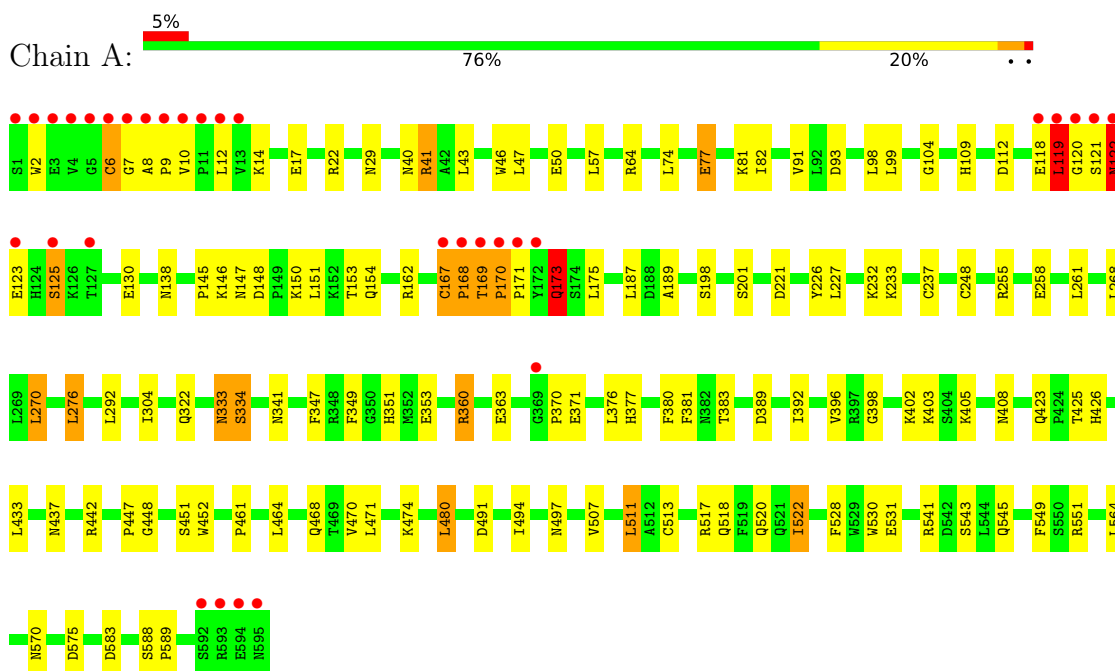 5%
Chain A:
76% 20% • •
S1 W2 E3 V4 G5 C6 G7 A8 P9 V10 P11 L12 V13 K14 E17 R22 N29 N40 R41 A42 L43 W46 L47 E50 L57 R64 L74 E77 K81 I82 V91 L92 D93 L98 L99 G104 H109 D112 E118 L119 G120 S121 N122
E123 H124 S125 K126 T127 E130 N138 P145 K146 N147 D148 P149 K150 L151 K152 T153 Q154 R162 C167 P168 T169 P170 P171 Y172 Q173 S174 L175 L187 D188 A189 S198 S201 D221 Y226 L227 K232 K233 C237 C248 R255 E258 L261 L268
L269 L270 L276 L292 I304 Q322 N333 S334 N341 F347 R348 F349 G350 H351 M352 E353 R360 E363 G369 P370 E371 L376 H377 F380 F381 N382 T383 D389 I392 V396 R397 G398 K402 K403 S404 K405 N408 Q423 P424 T425 H426
L433 N437 R442 P447 G448 S451 W452 P461 L464 Q468 T469 V470 L471 K474 L480 D491 I494 N497 V507 L511 A512 C513 R517 Q518 F519 Q520 Q521 I522 F528 W529 W530 E531 R541 D542 S543 L544 Q545 F549 S550 R551 L564
N570 D575 D583 S588 P589 S592 R593 E594 N595